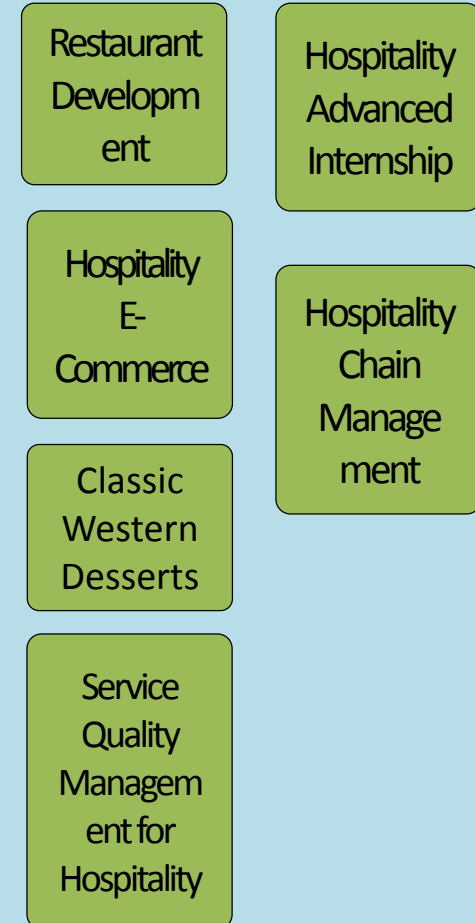 Restaurant
Developm
ent
Hospitality
E-
Commerce
Classic
Western
Desserts
Service
Quality
Managem
ent for
Hospitality
Hospitality
Advanced
Internship
Hospitality
Chain
Manage
ment